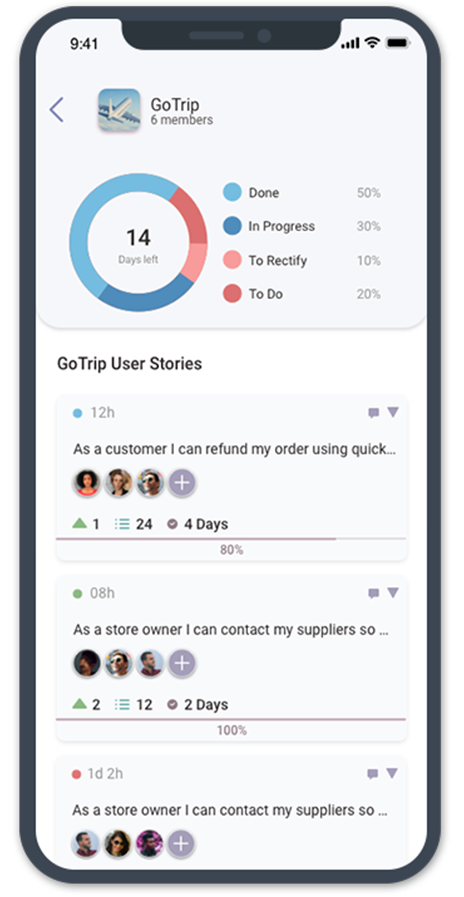 9:41
GoTrip
6 members
14
Days left
Done 50%
In Progress 30%
To Rectify 10%
To Do 20%
GoTrip User Stories
12h
As a customer I can refund my order using quick...
1 24 4 Days
80%
08h
As a store owner I can contact my suppliers so ...
2 12 2 Days
100%
1d 2h
As a store owner I can contact my suppliers so ...